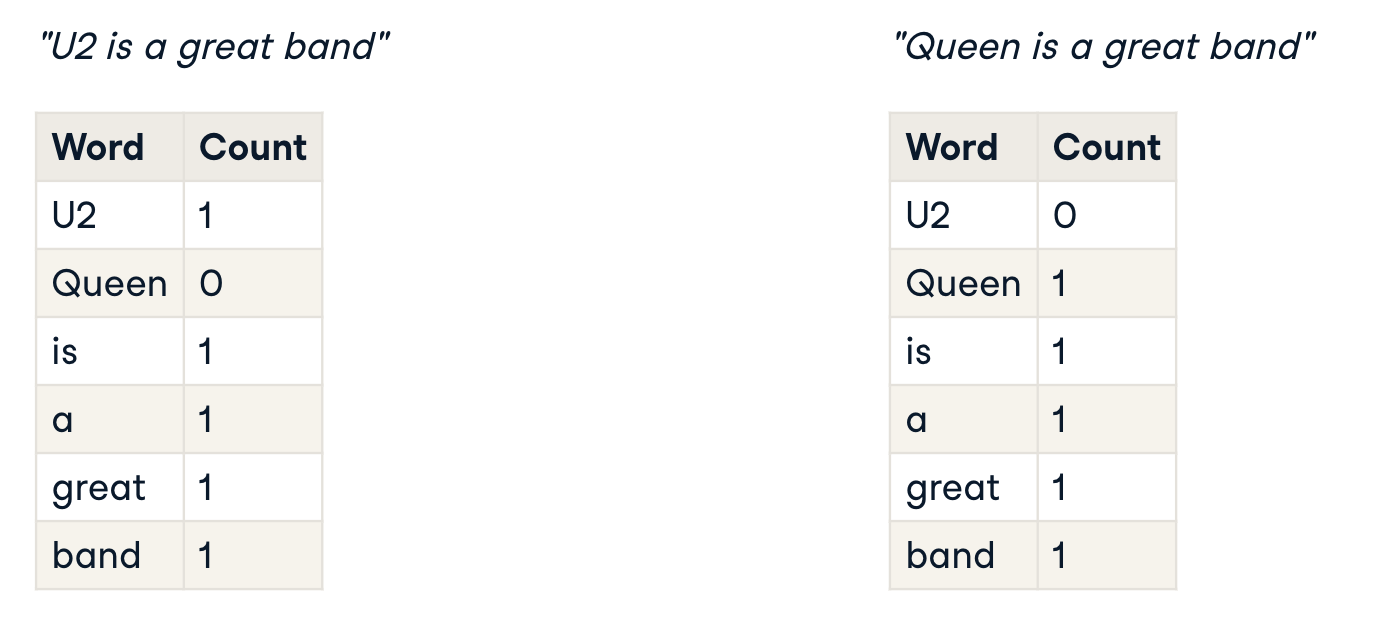 "U2 is a great band"
Word Count
U2 1
Queen 0
is 1
a 1
great 1
band 1
"Queen is a great band"
Word Count
U2 0
Queen 1
is 1
a 1
great 1
band 1